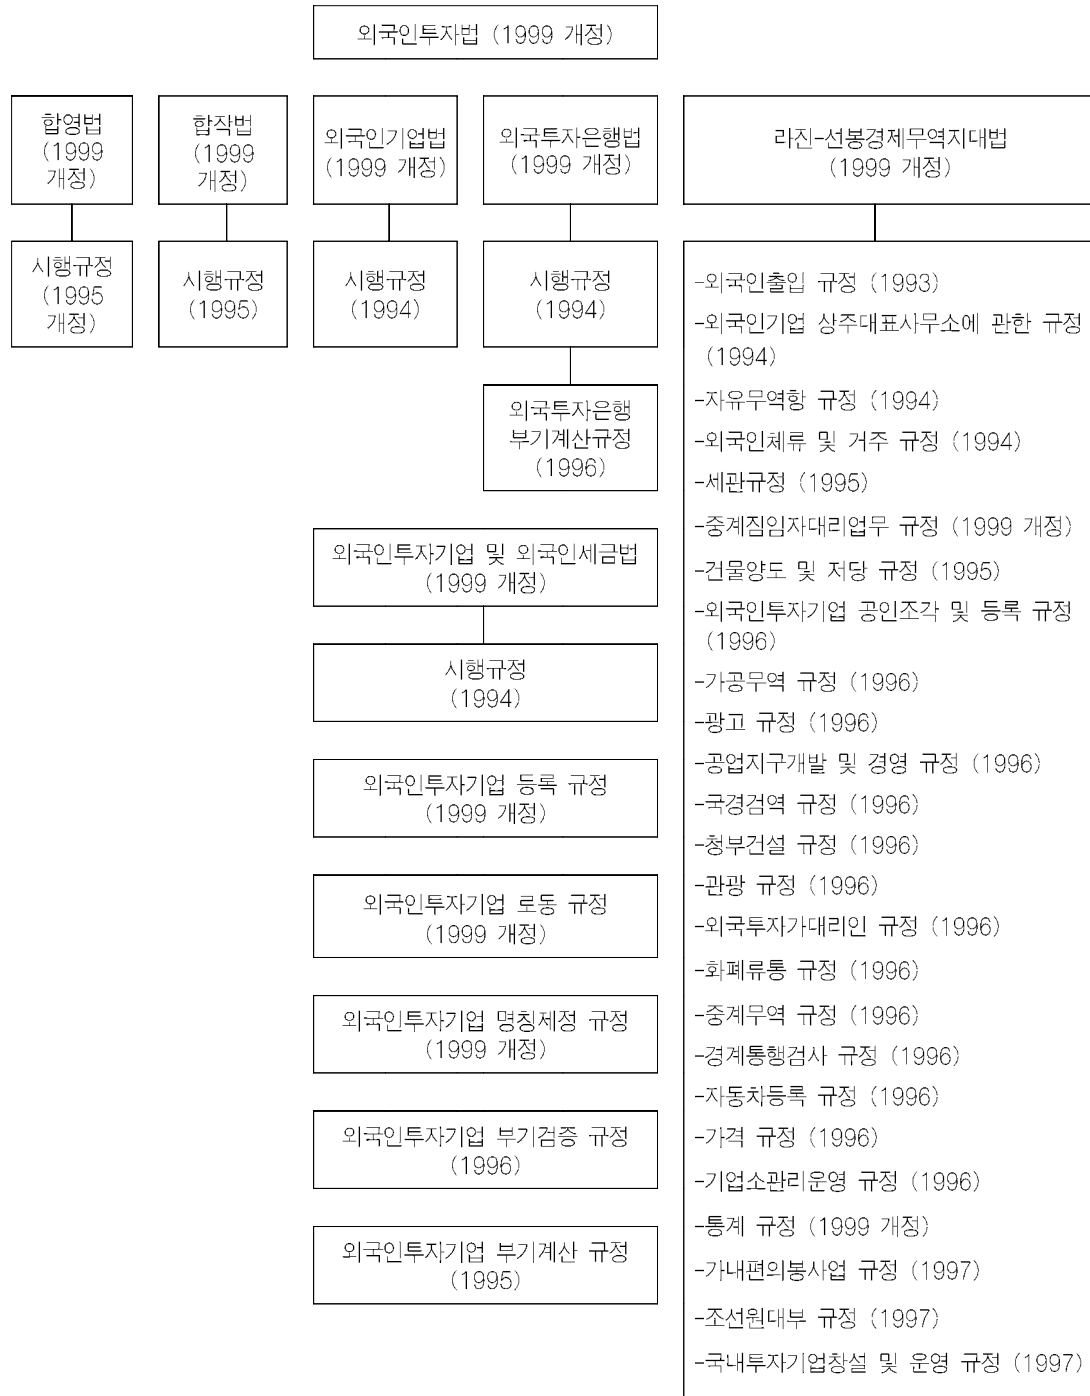 외국인투자법 (1999 개정)
합영법
(1999
개정)
합작법
(1999
개정)
외국인기업법
(1999 개정)
외국투자은행법
(1999 개정)
라진-선봉경제무역지대법
(1999 개정)
시행규정
(1995
개정)
시행규정
(1995)
시행규정
(1994)
시행규정
(1994)
외국투자은행
부기계산규정
(1996)
외국인투자기업 및 외국인세금법
(1999 개정)
시행규정
(1994)
외국인투자기업 등록 규정
(1999 개정)
외국인투자기업 로동 규정
(1999 개정)
외국인투자기업 명칭제정 규정
(1999 개정)
외국인투자기업 부기검증 규정
(1996)
외국인투자기업 부기계산 규정
(1995)
-외국인출입 규정 (1993)
-외국인기업 상주대표사무소에 관한 규정
(1994)
-자유무역항 규정 (1994)
-외국인체류 및 거주 규정 (1994)
-세관규정 (1995)
-중계짐임자대리업무 규정 (1999 개정)
-건물양도 및 저당 규정 (1995)
-외국인투자기업 공인조각 및 등록 규정
(1996)
-가공무역 규정 (1996)
-광고 규정 (1996)
-공업지구개발 및 경영 규정 (1996)
-국경검역 규정 (1996)
-청부건설 규정 (1996)
-관광 규정 (1996)
-외국투자가대리인 규정 (1996)
-화폐류통 규정 (1996)
-중계무역 규정 (1996)
-경계통행검사 규정 (1996)
-자동차등록 규정 (1996)
-가격 규정 (1996)
-기업소관리운영 규정 (1996)
-통계 규정 (1999 개정)
-가내편의봉사업 규정 (1997)
-조선원대부 규정 (1997)
-국내투자기업창설 및 운영 규정 (1997)